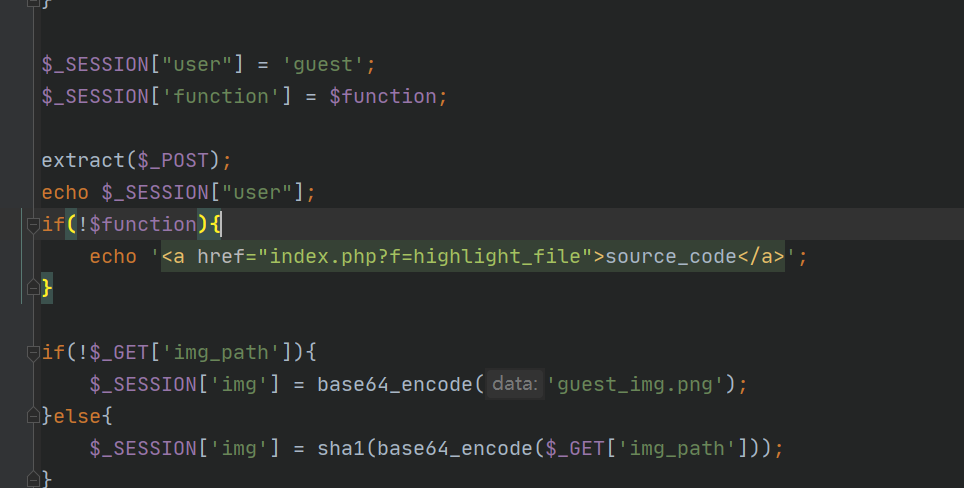 }
$_SESSION["user"] = 'guest';
$_SESSION['function'] = $function;
extract($_POST);
echo $_SESSION["user"];
if(!$function){
echo '<a href="index.php?f=highlight_file">source_code</a>';
}
if(!$_GET['img_path']){
$_SESSION['img'] = base64_encode( data: 'guest_img.png');
}else{
$_SESSION['img'] = sha1(base64_encode($_GET['img_path']));
}